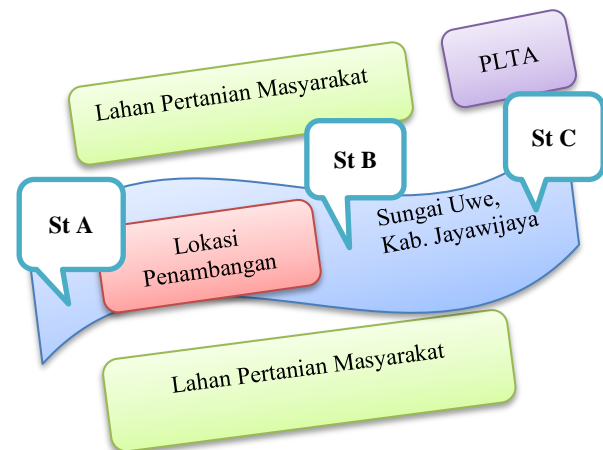 PLTA
Lahan Pertanian Masyarakat
St C
St B
St A
Sungai Uwe,
Kab. Jayawijaya
Lokasi
Penambangan
Lahan Pertanian Masyarakat